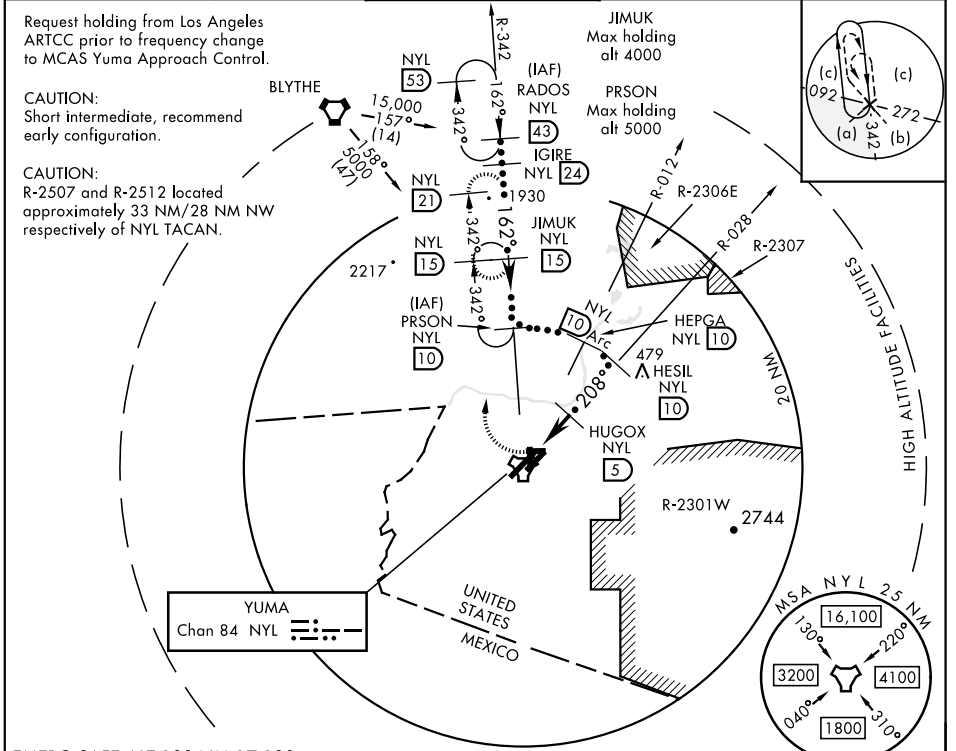 Request holding from Los Angeles
ARTCC prior to frequency change
to MCAS Yuma Approach Control.
CAUTION:
Short intermediate, recommend
early configuration.
CAUTION:
R-2507 and R-2512 located
approximately 33 NM/28 NM NW
respectively of NYL TACAN.
BLYTHE
15,000
157°
(14)
158°
5000
(47)
R-342
NYL
53
162°
342°
(IAF)
RADOS
NYL
43
IGIRE
NYL 24
JIMUK
Max holding
alt 4000
PRSON
Max holding
alt 5000
(c)
(c)
092
272
(a)
(b)
342
NYL
21
1930
342°
162°
R-012
R-2306E
R-028
R-2307
2217
NYL
15
JIMUK
NYL
15
342°
(IAF)
PRSON
NYL
10
NYL
10
Arc
HEPGA
NYL 10
479
HESIL
NYL
10
208°
20 NM
HIGH ALTITUDE FACILITIES
HUGOX
NYL
5
R-2301W
2744
YUMA
Chan 84 NYL
UNITED
STATES
MEXICO
MSA NYL 25 NM
16,100
130°
220°
3200
4100
040°
310°
1800